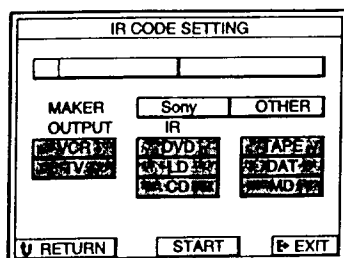 IR CODE SETTING
MAKER Sony OTHER
OUTPUT IR
VCR DVD TAPE
TV LD DAT
CD MD
RETURN START EXIT